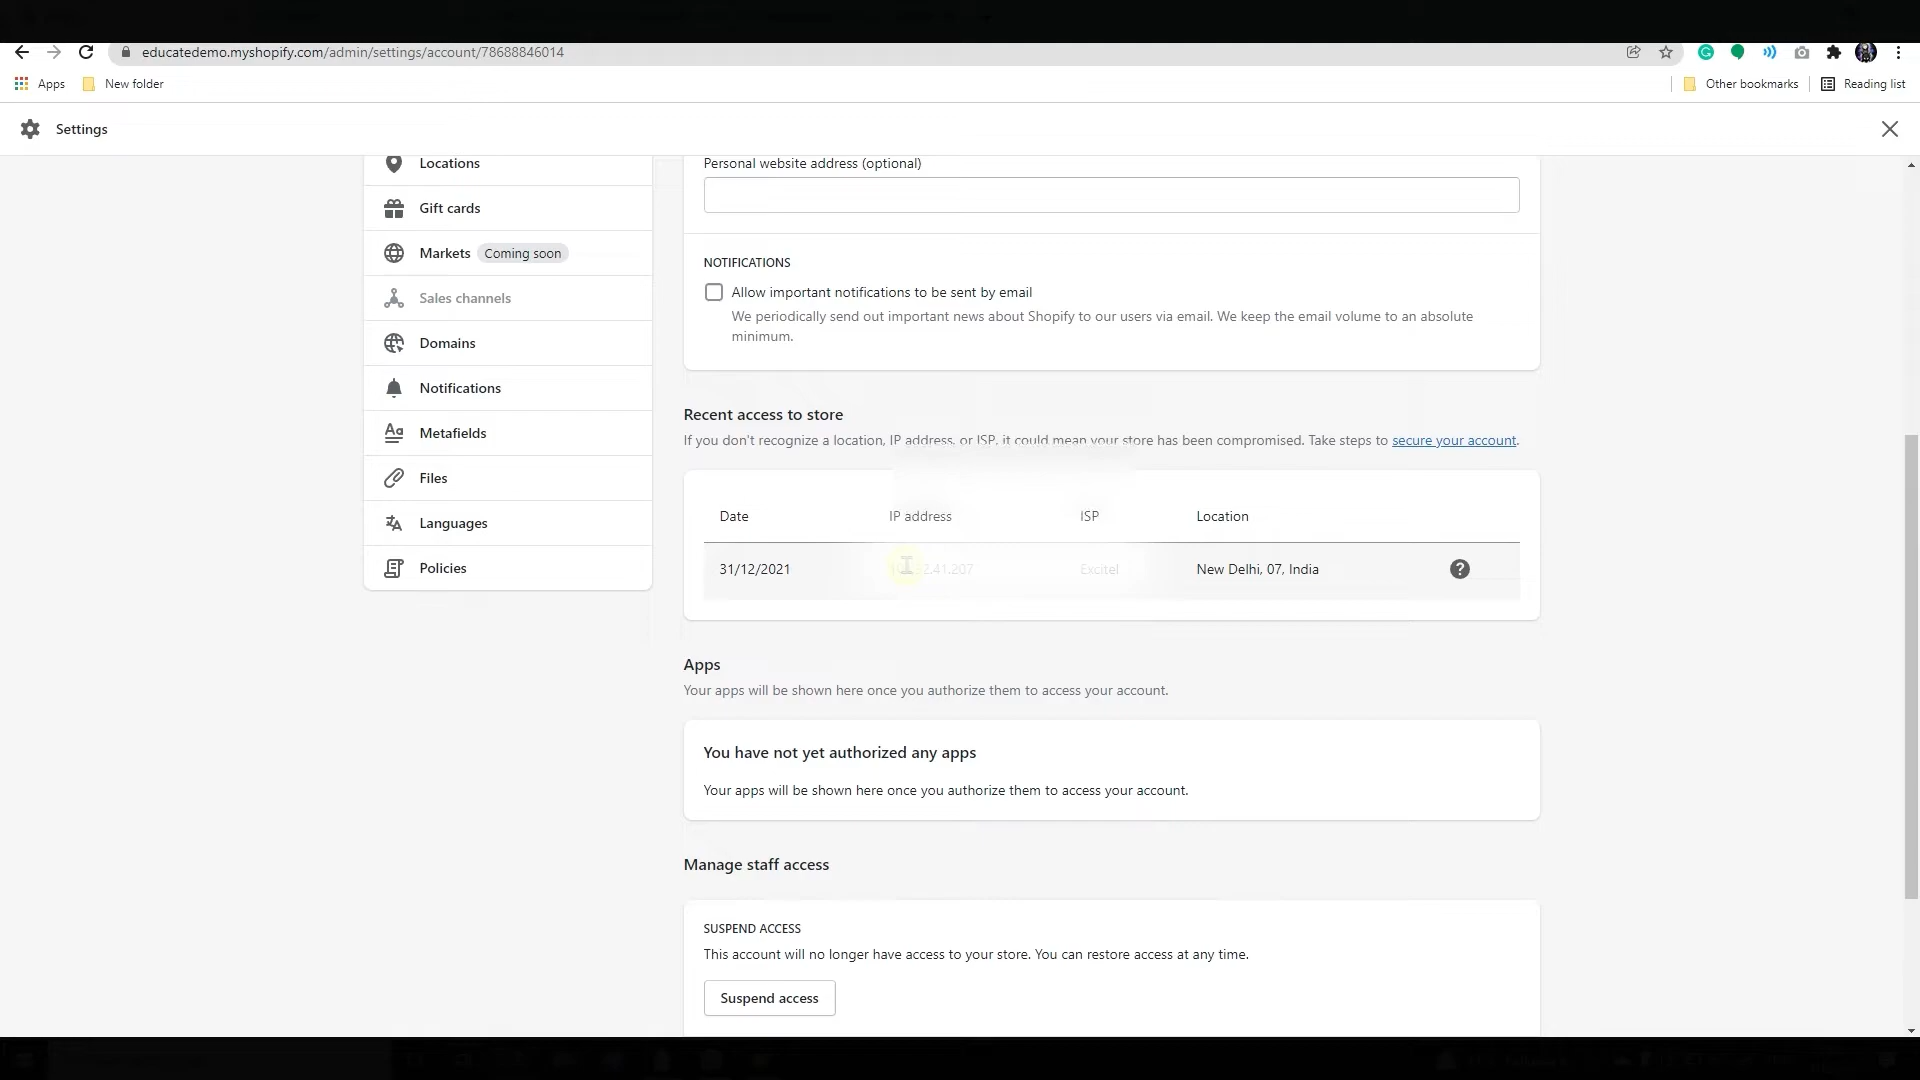 educatedemo.myshopify.com/admin/settings/account/78688846014
Apps New folder Other bookmarks Reading list
Settings
Locations
Gift cards
Markets Coming soon
Sales channels
Domains
Notifications
Metafields
Files
Languages
Policies
Personal website address (optional)
NOTIFICATIONS
Allow important notifications to be sent by email
We periodically send out important news about Shopify to our users via email. We keep the email volume to an absolute
minimum.
Recent access to store
If you don't recognize a location, IP address, or ISP, it could mean your store has been compromised. Take steps to secure your account.
Date IP address ISP Location
31/12/2021 Excitel New Delhi, 07, India
Apps
Your apps will be shown here once you authorize them to access your account.
You have not yet authorized any apps
Your apps will be shown here once you authorize them to access your account.
Manage staff access
SUSPEND ACCESS
This account will no longer have access to your store. You can restore access at any time.
Suspend access